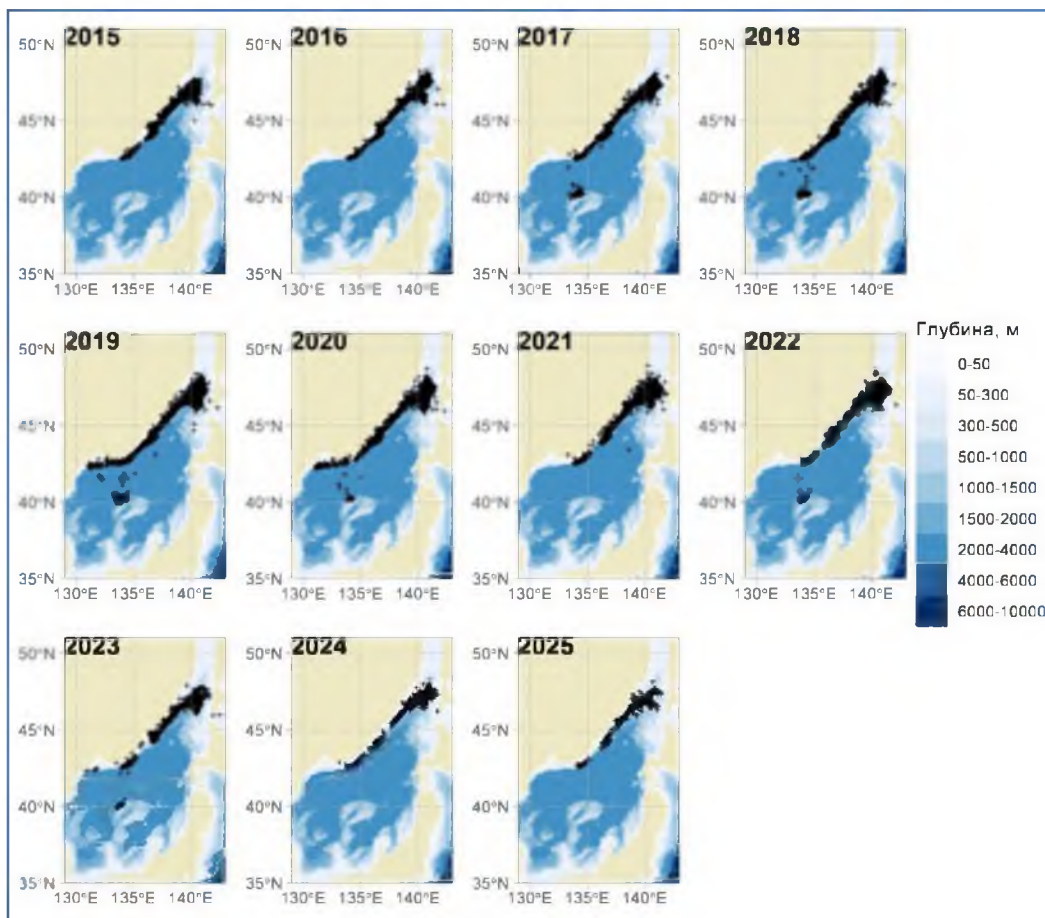 2015
2016
2017
2018
50°N 50°N 50°N 50°N
45°N 45°N 45°N 45°N
40°N 40°N 40°N 40°N
35°N 35°N 35°N 35°N
130°E 135°E 140°E 130°E 135°E 140°E 130°E 135°E 140°E 130°E 135°E 140°E
2019
2020
2021
2022
50°N 50°N 50°N 50°N
45°N 45°N 45°N 45°N
40°N 40°N 40°N 40°N
35°N 35°N 35°N 35°N
130°E 135°E 140°E 130°E 135°E 140°E 130°E 135°E 140°E 130°E 135°E 140°E
Глубина, м
0-50
50-300
300-500
500-1000
1000-1500
1500-2000
2000-4000
4000-6000
6000-10000
2023
2024
2025
50°N 50°N 50°N
45°N 45°N 45°N
40°N 40°N 40°N
35°N 35°N 35°N
130°E 135°E 140°E 130°E 135°E 140°E 130°E 135°E 140°E